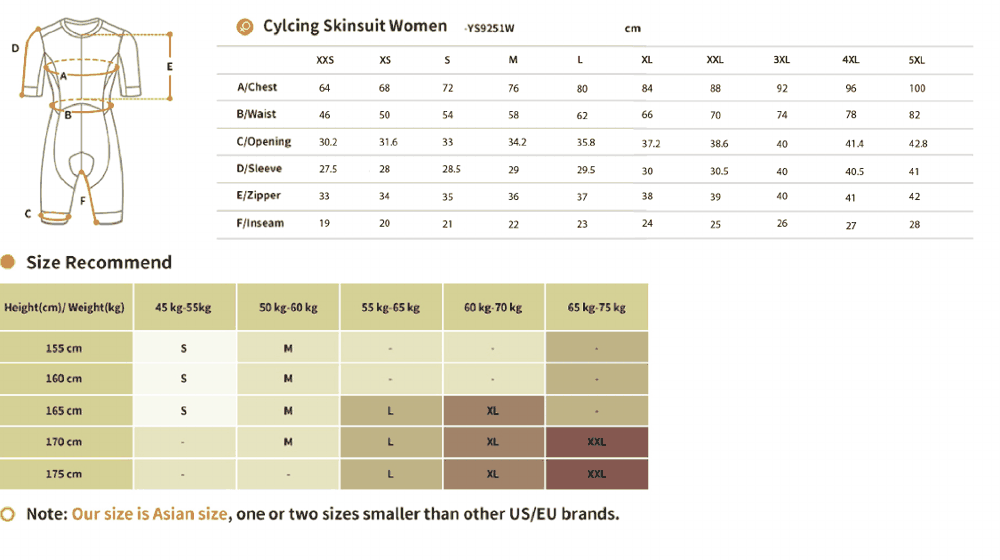 Cylcing Skinsuit Women -YS9251W cm
XXS XS S M L XL XXL 3XL 4XL 5XL
A/Chest 64 68 72 76 80 84 88 92 96 100
B/Waist 46 50 54 58 62 66 70 74 78 82
C/Opening 30.2 31.6 33 34.2 35.8 37.2 38.6 40 41.4 42.8
D/Sleeve 27.5 28 28.5 29 29.5 30 30.5 40 40.5 41
E/Zipper 33 34 35 36 37 38 39 40 41 42
F/Inseam 19 20 21 22 23 24 25 26 27 28
D
E
A
B
F
C
Size Recommend
Height(cm)/ Weight(kg) 45 kg-55kg 50 kg-60 kg 55 kg-65 kg 60 kg-70 kg 65 kg-75 kg
155 cm S M - - -
160 cm S M - - -
165 cm S M L XL -
170 cm - M L XL XXL
175 cm - - L XL XXL
Note: Our size is Asian size, one or two sizes smaller than other US/EU brands.